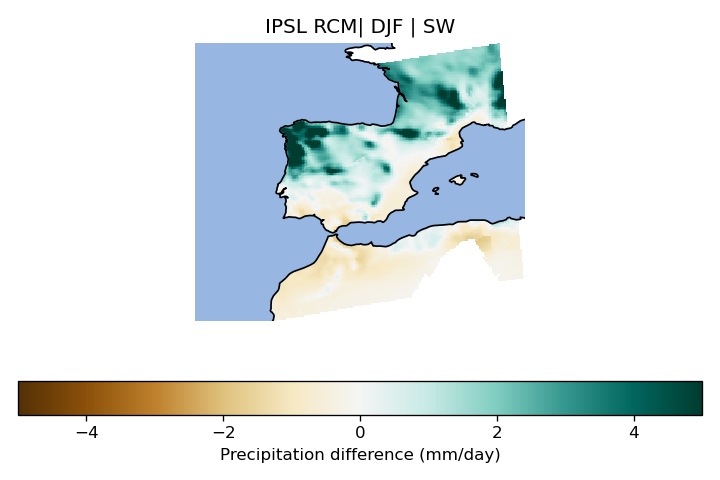 IPSL RCM| DJF | SW
−4 −2 0 2 4
Precipitation difference (mm/day)